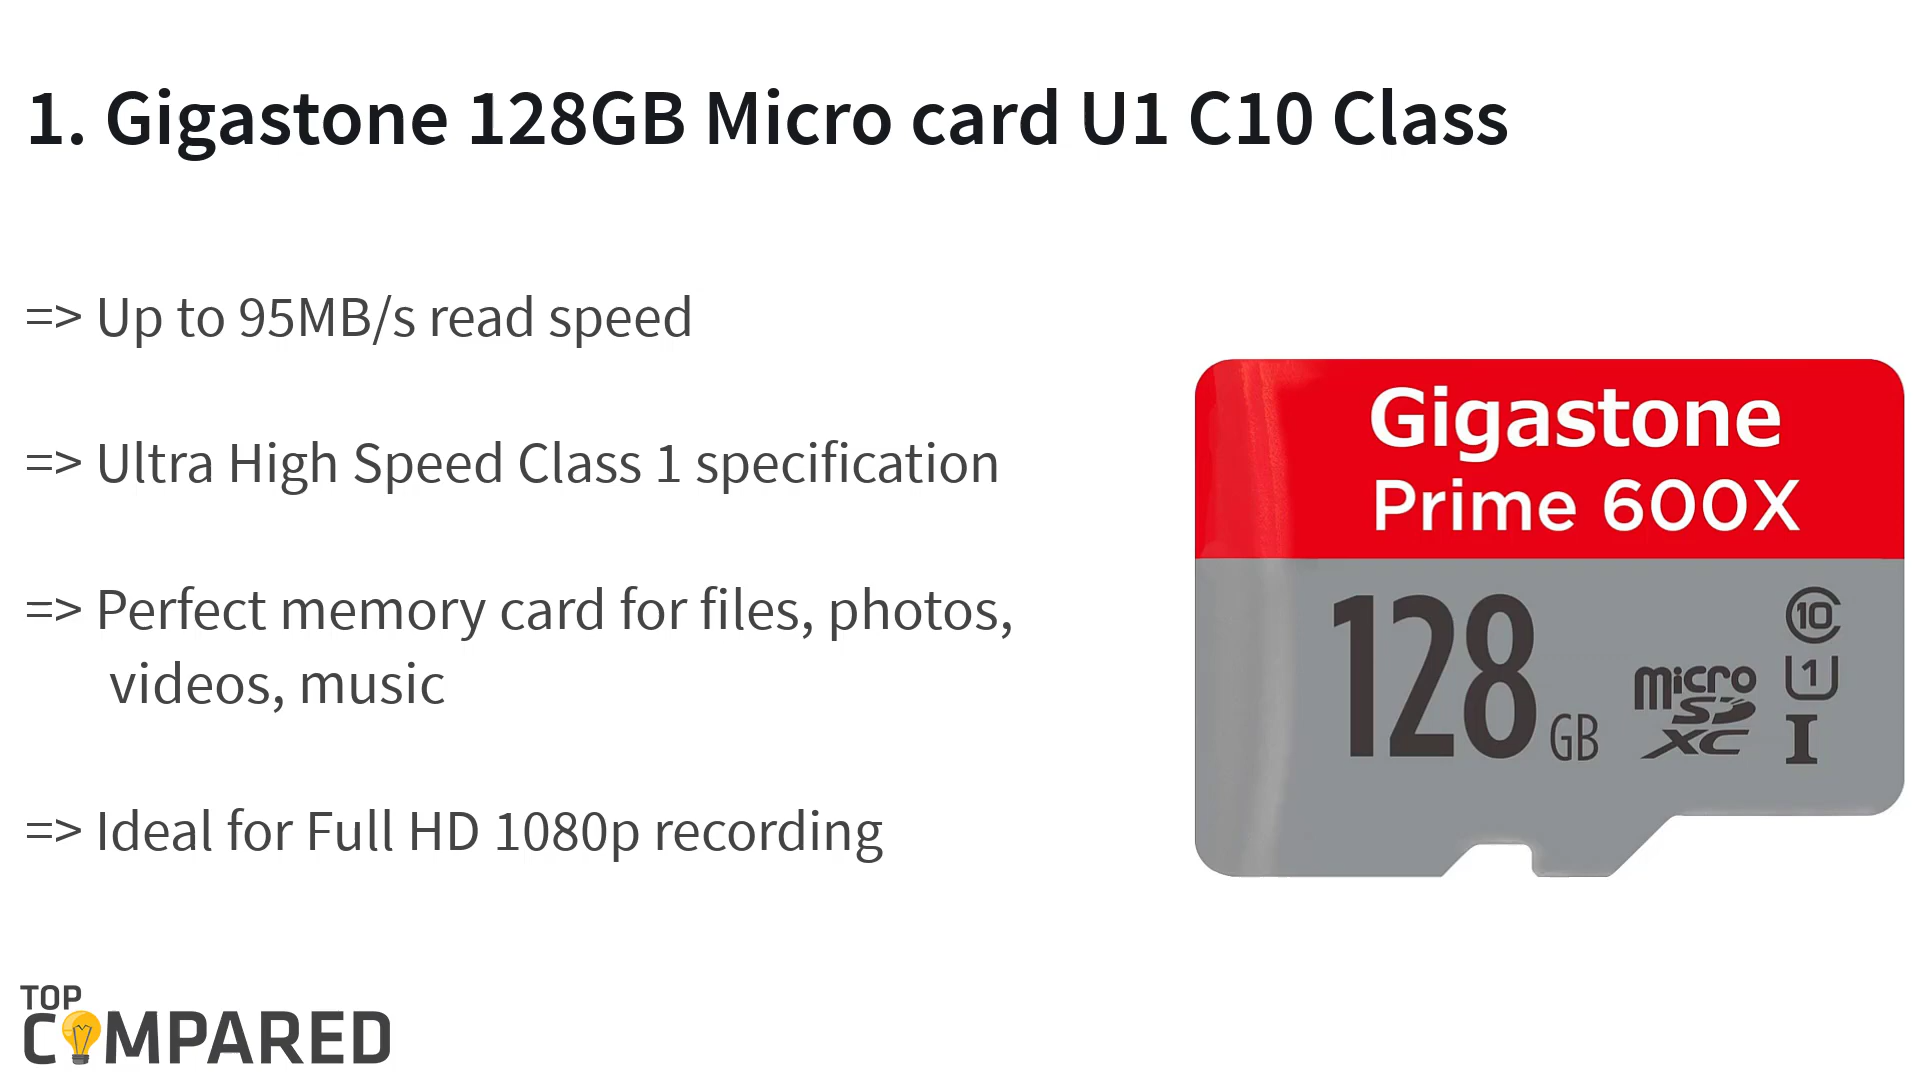 1. Gigastone 128GB Micro card U1 C10 Class
=> Up to 95MB/s read speed
=> Ultra High Speed Class 1 specification
=> Perfect memory card for files, photos,
videos, music
=> Ideal for Full HD 1080p recording
Gigastone
Prime 600X
128 GB
micro
SD
XC
10
1
I
TOP
COMPARED